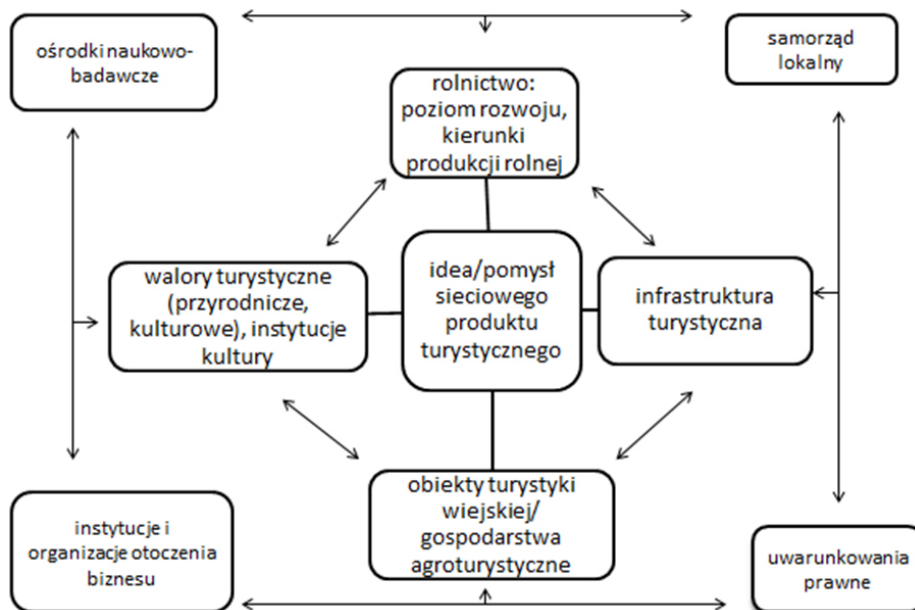 ośrodki naukowo-
badawcze
samorząd
lokalny
rolnictwo:
poziom rozwoju,
kierunki
produkcji rolnej
walory turystyczne
(przyrodnicze,
kulturowe), instytucje
kultury
idea/pomysł
sieciowego
produktu
turystycznego
infrastruktura
turystyczna
obiekty turystyki
wiejskiej/
gospodarstwa
agroturystyczne
instytucje i
organizacje otoczenia
biznesu
uwarunkowania
prawne